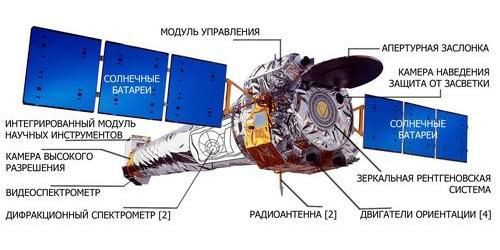 МОДУЛЬ УПРАВЛЕНИЯ
АПЕРТУРНАЯ ЗАСЛОНКА
КАМЕРА НАВЕДЕНИЯ
ЗАЩИТА ОТ ЗАСВЕТКИ
СОЛНЕЧНЫЕ
БАТАРЕИ
СОЛНЕЧНЫЕ
БАТАРЕИ
ИНТЕГРИРОВАННЫЙ МОДУЛЬ
НАУЧНЫХ ИНСТРУМЕНТОВ
КАМЕРА ВЫСОКОГО
РАЗРЕШЕНИЯ
ВИДЕОСПЕКТРОМЕТР
ДИФРАКЦИОННЫЙ СПЕКТРОМЕТР [2]
РАДИОАНТЕННА [2]
ЗЕРКАЛЬНАЯ РЕНТГЕНОВСКАЯ
СИСТЕМА
ДВИГАТЕЛИ ОРИЕНТАЦИИ [4]